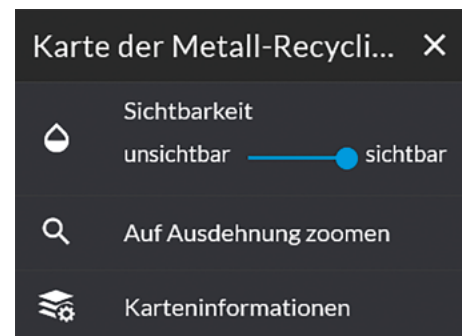 Karte der Metall-Recycli...
Sichtbarkeit
unsichtbar sichtbar
Auf Ausdehnung zoomen
Karteninformationen